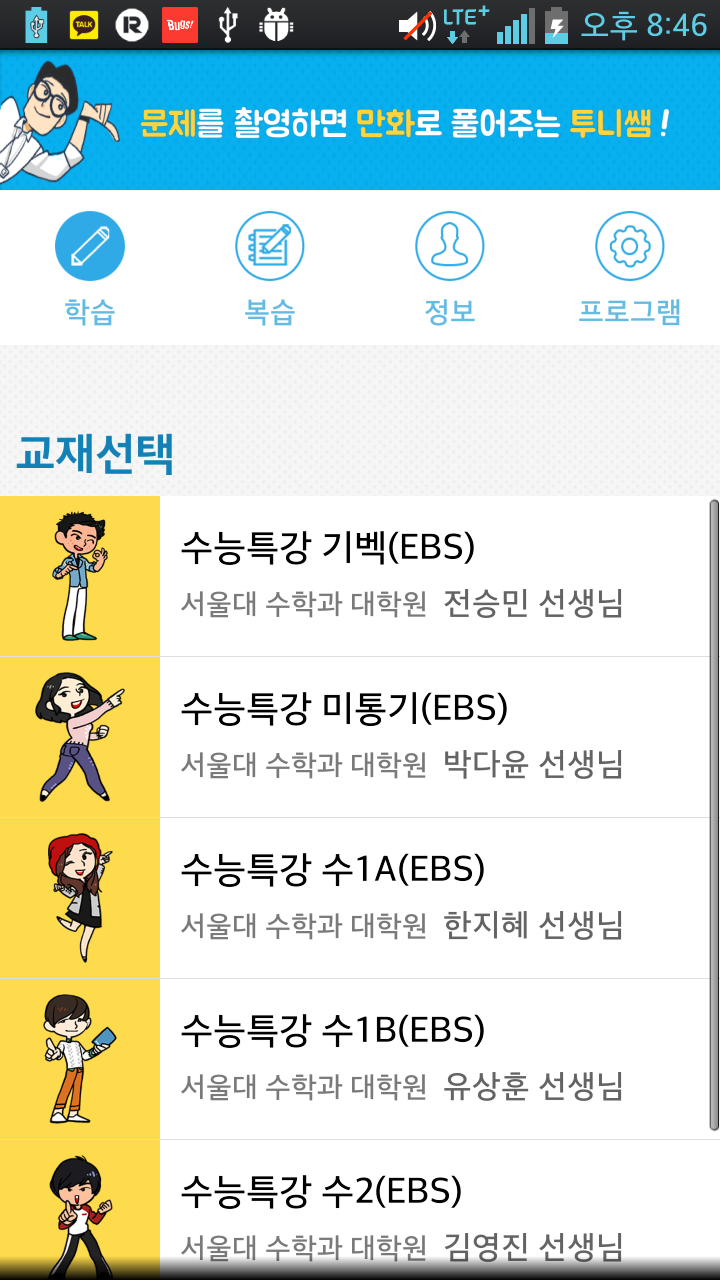 TALK R Bugs! LTE+ 오후 8:46
문제를 촬영하면 만화로 풀어주는 투니쌤 !
학습 복습 정보 프로그램
교재선택
수능특강 기벡(EBS)
서울대 수학과 대학원 전승민 선생님
수능특강 미통기(EBS)
서울대 수학과 대학원 박다윤 선생님
수능특강 수1A(EBS)
서울대 수학과 대학원 한지혜 선생님
수능특강 수1B(EBS)
서울대 수학과 대학원 유상훈 선생님
수능특강 수2(EBS)
서울대 수학과 대학원 김영진 선생님